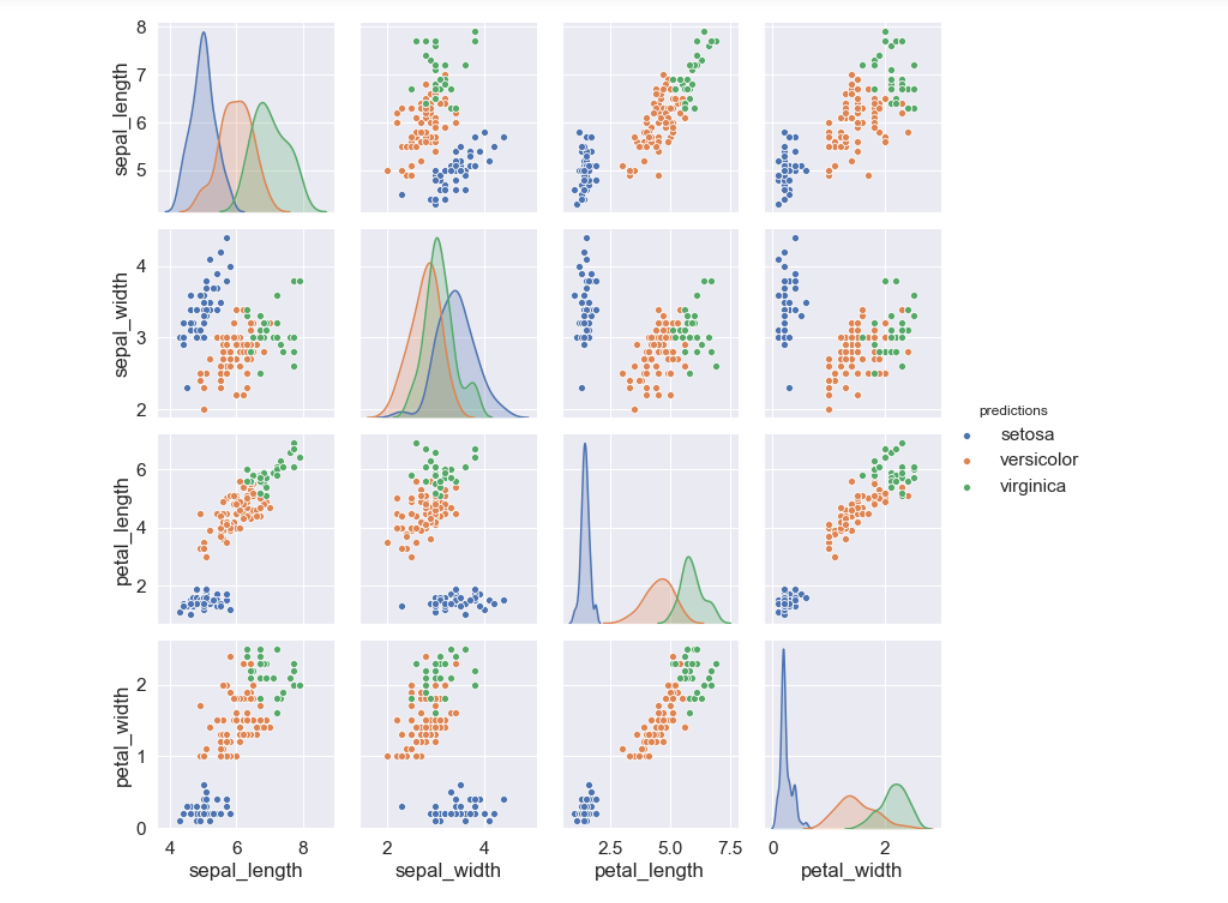 8
7
6
5
sepal_length
4
3
2
sepal_width
predictions
setosa
versicolor
virginica
6
4
2
petal_length
2
1
0
petal_width
4 6 8
2 4
2.5 5.0 7.5
0 2
sepal_length
sepal_width
petal_length
petal_width